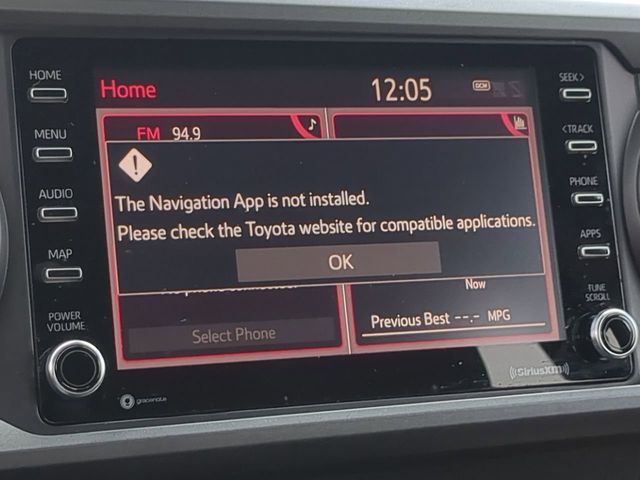 HOME
MENU
AUDIO
MAP
POWER
VOLUME
Home
12:05
DCM
FM 94.9
The Navigation App is not installed.
Please check the Toyota website for compatible applications.
OK
Select Phone
Now
Previous Best --.- MPG
SEEK>
<TRACK
PHONE
APPS
TUNE
SCROLL
gracenote
SiriusXM